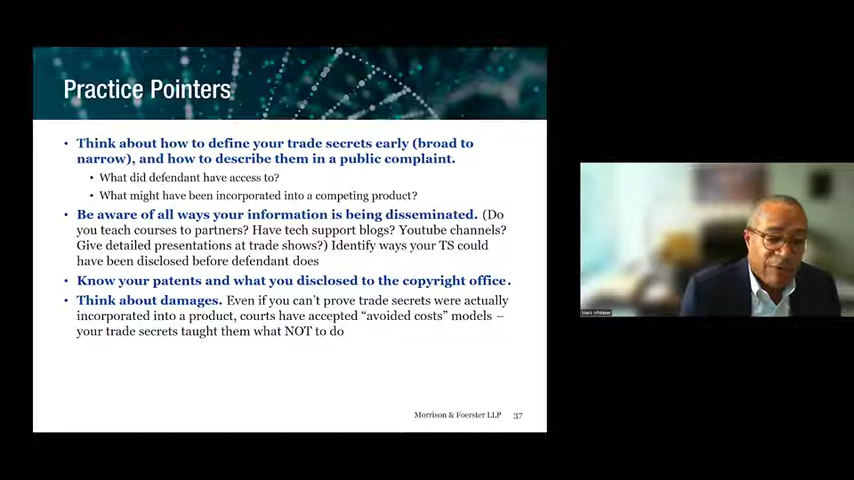 Practice Pointers
• Think about how to define your trade secrets early (broad to
narrow), and how to describe them in a public complaint.
• What did defendant have access to?
• What might have been incorporated into a competing product?
• Be aware of all ways your information is being disseminated. (Do
you teach courses to partners? Have tech support blogs? Youtube channels?
Give detailed presentations at trade shows?) Identify ways your TS could
have been disclosed before defendant does
• Know your patents and what you disclosed to the copyright office.
• Think about damages. Even if you can't prove trade secrets were actually
incorporated into a product, courts have accepted "avoided costs" models –
your trade secrets taught them what NOT to do
Morrison & Foerster LLP 37
Mark Whitaker